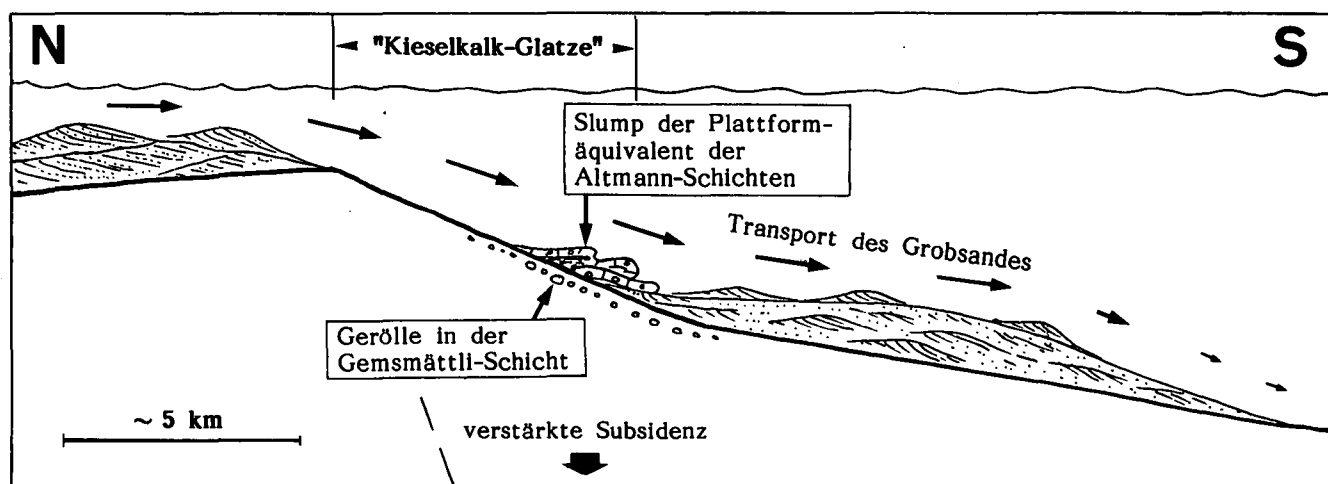 N
"Kieselkalk-Glatze"
S
Slump der Plattform-
äquivalent der
Altmann-Schichten
Transport des Grobsandes
Gerölle in der
Gemsmättli-Schicht
~ 5 km
verstärkte Subsidenz